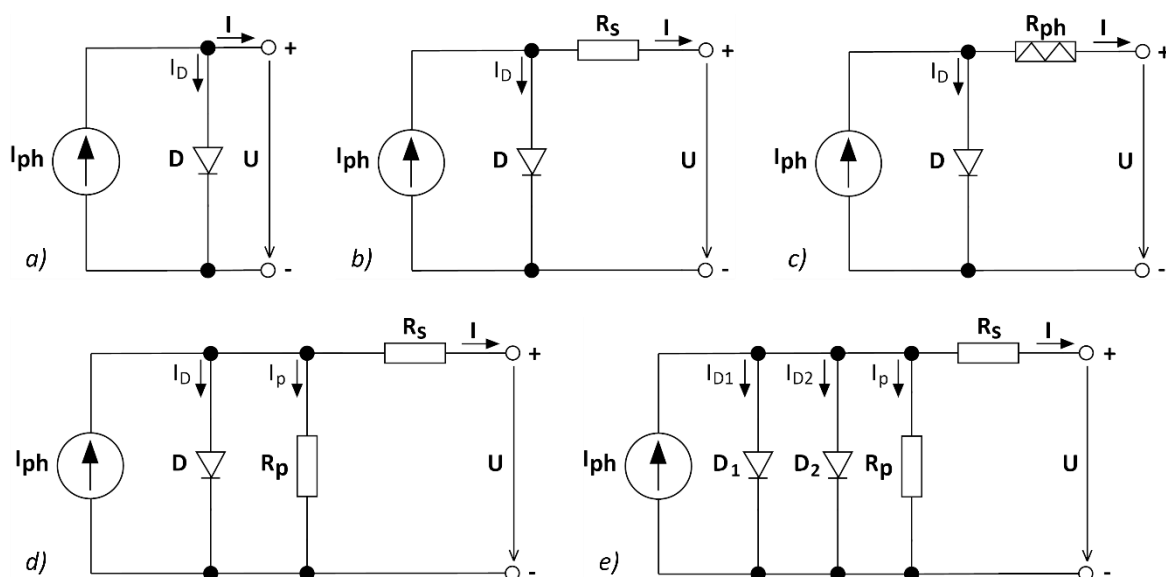 I
+
I_D
I_ph
D
U
a)
-
R_s
I
+
I_D
I_ph
D
U
b)
-
R_ph
I
+
I_D
I_ph
D
U
c)
-
R_s
I
+
I_D
I_p
I_ph
D
R_p
U
d)
-
R_s
I
+
I_D1
I_D2
I_p
I_ph
D_1
D_2
R_p
U
e)
-